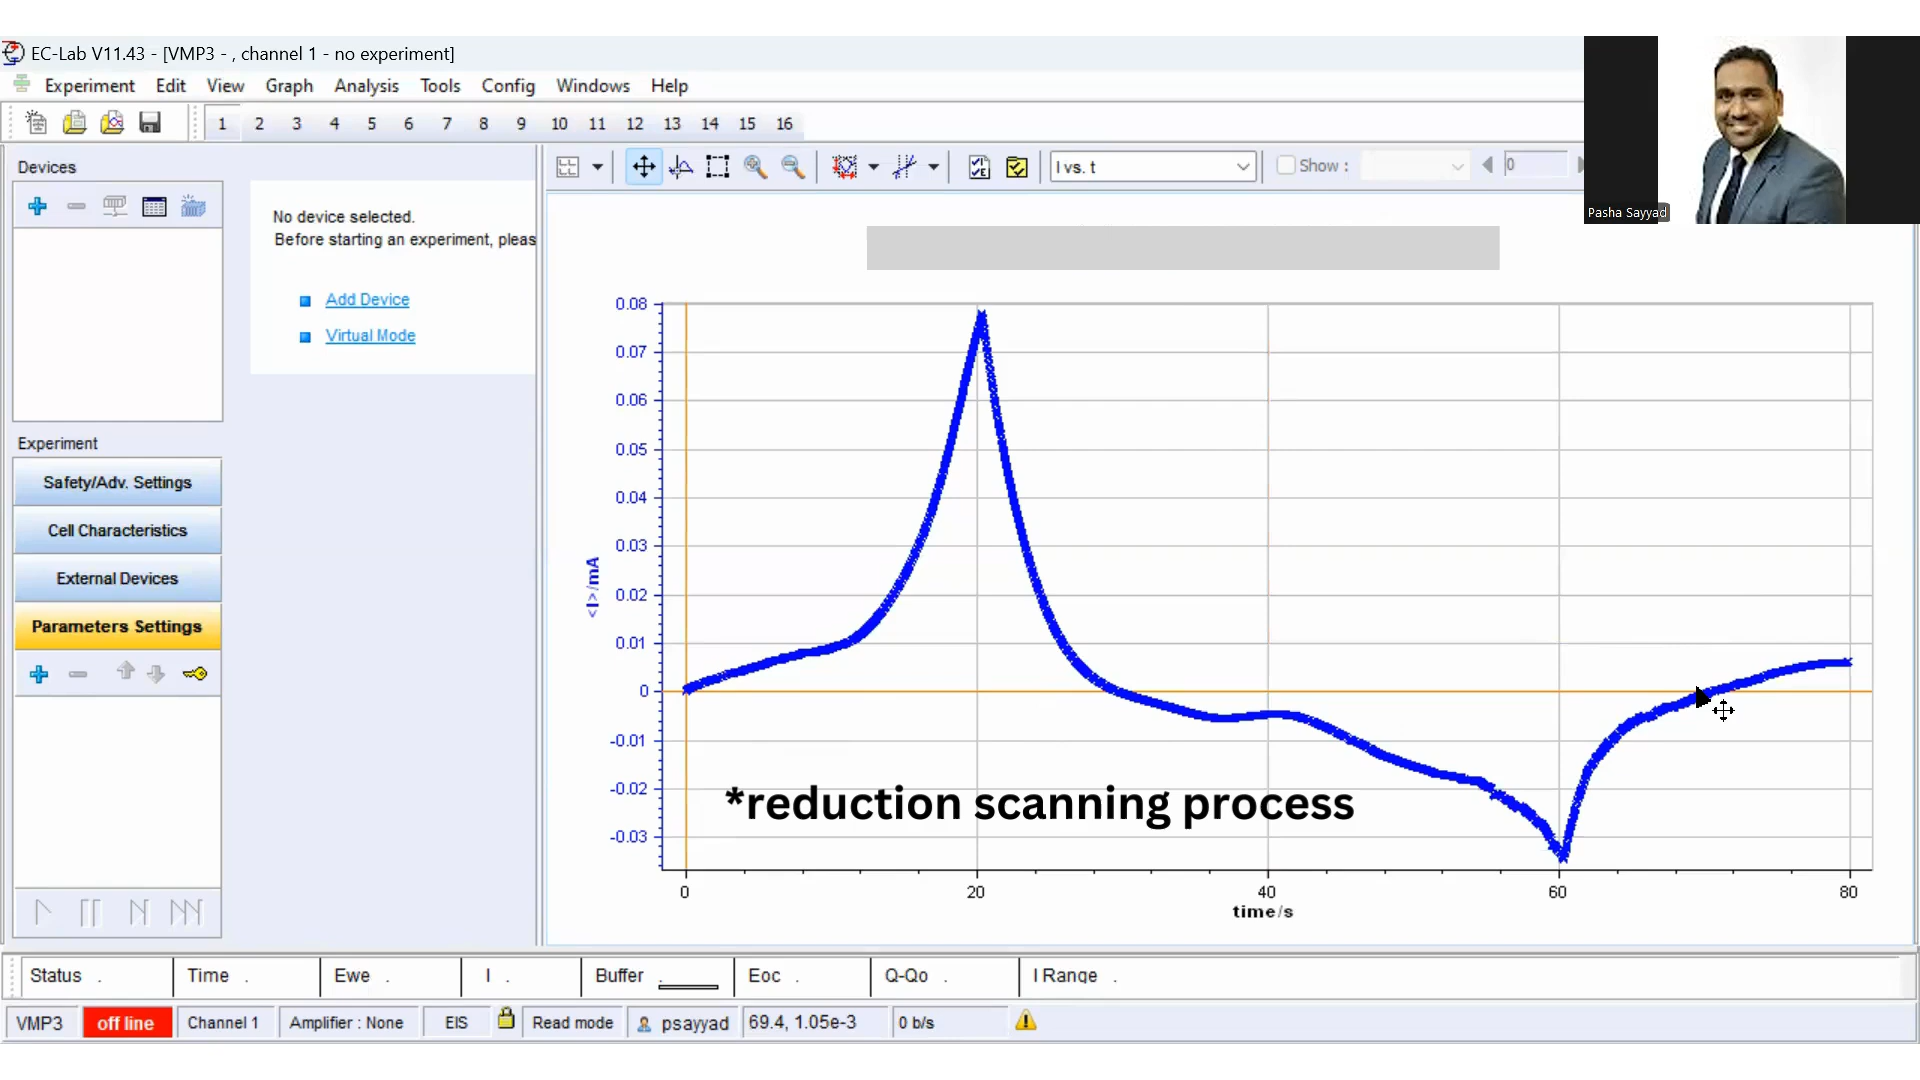 EC-Lab V11.43 - [VMP3 - , channel 1 - no experiment]
Experiment Edit View Graph Analysis Tools Config Windows Help
1 2 3 4 5 6 7 8 9 10 11 12 13 14 15 16
Devices
I vs. t
Show :
0
No device selected.
Before starting an experiment, pleas
Add Device
Virtual Mode
Pasha Sayyad
Experiment
Safety/Adv. Settings
Cell Characteristics
External Devices
Parameters Settings
0.08
0.07
0.06
0.05
0.04
0.03
0.02
0.01
0
-0.01
-0.02
-0.03
<I>/mA
*reduction scanning process
0 20 40 60 80
time/s
Status . Time . Ewe . I . Buffer . Eoc . Q-Qo . I Range .
VMP3 off line Channel 1 Amplifier : None EIS Read mode psayyad 69.4, 1.05e-3 0 b/s